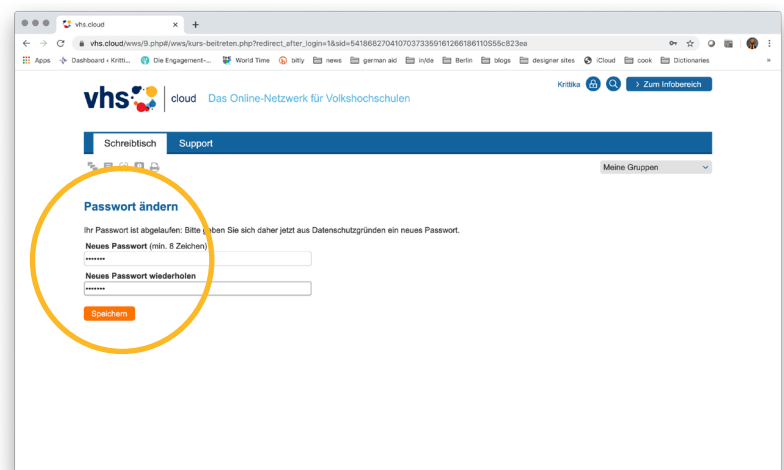 vhs.cloud
vhs.cloud/wws/9.php#/wws/kurs-beitreten.php?redirect_after_login=1&sid=54186827041070373359161266186110S55c823ea
Apps Dashboard ‹ Kritti... Die Engagement-... World Time bitly news german aid in/de Berlin blogs designer sites iCloud cook Dictionaries »
Krittika > Zum Infobereich
vhs cloud Das Online-Netzwerk für Volkshochschulen
Schreibtisch Support
Meine Gruppen
Passwort ändern
Ihr Passwort ist abgelaufen: Bitte geben Sie sich daher jetzt aus Datenschutzgründen ein neues Passwort.
Neues Passwort (min. 8 Zeichen)
•••••••
Neues Passwort wiederholen
•••••••
Speichern